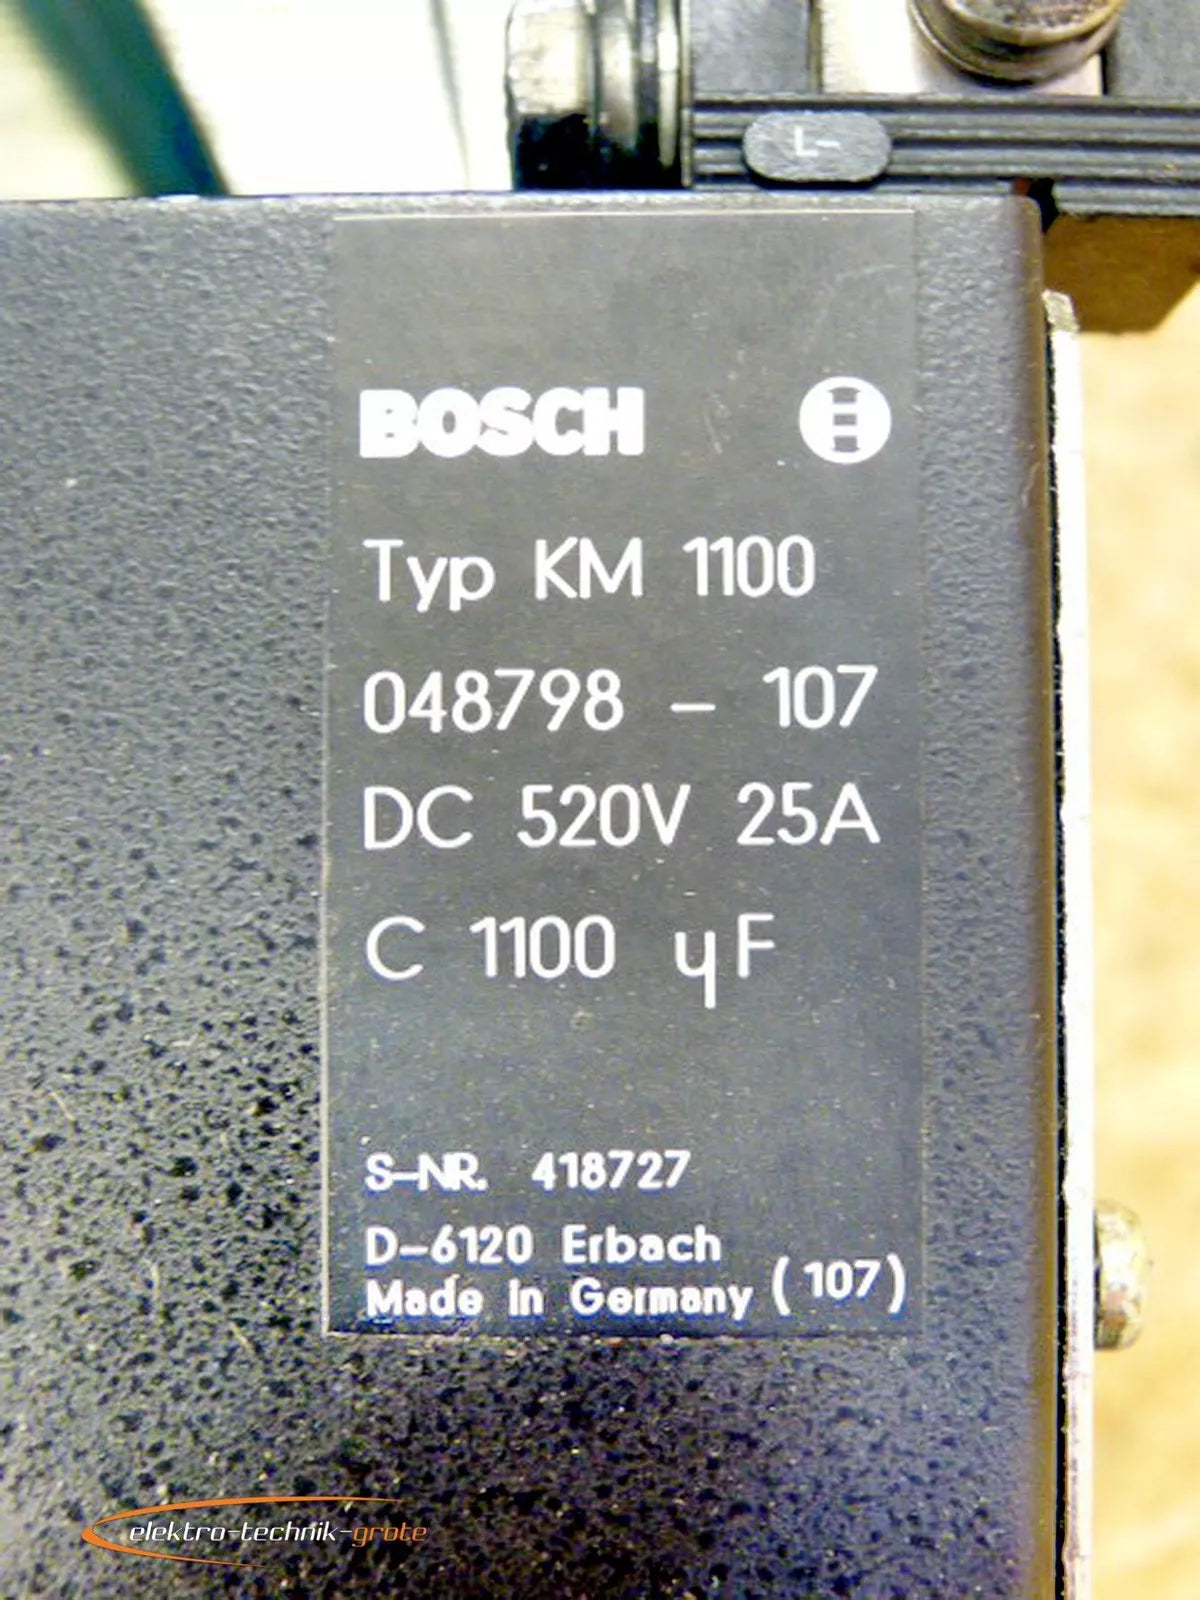 L-
BOSCH
Typ KM 1100
048798 - 107
DC 520V 25A
C 1100 ųF
S-NR. 418727
D-6120 Erbach
Made in Germany (107)
elektro-technik-grote